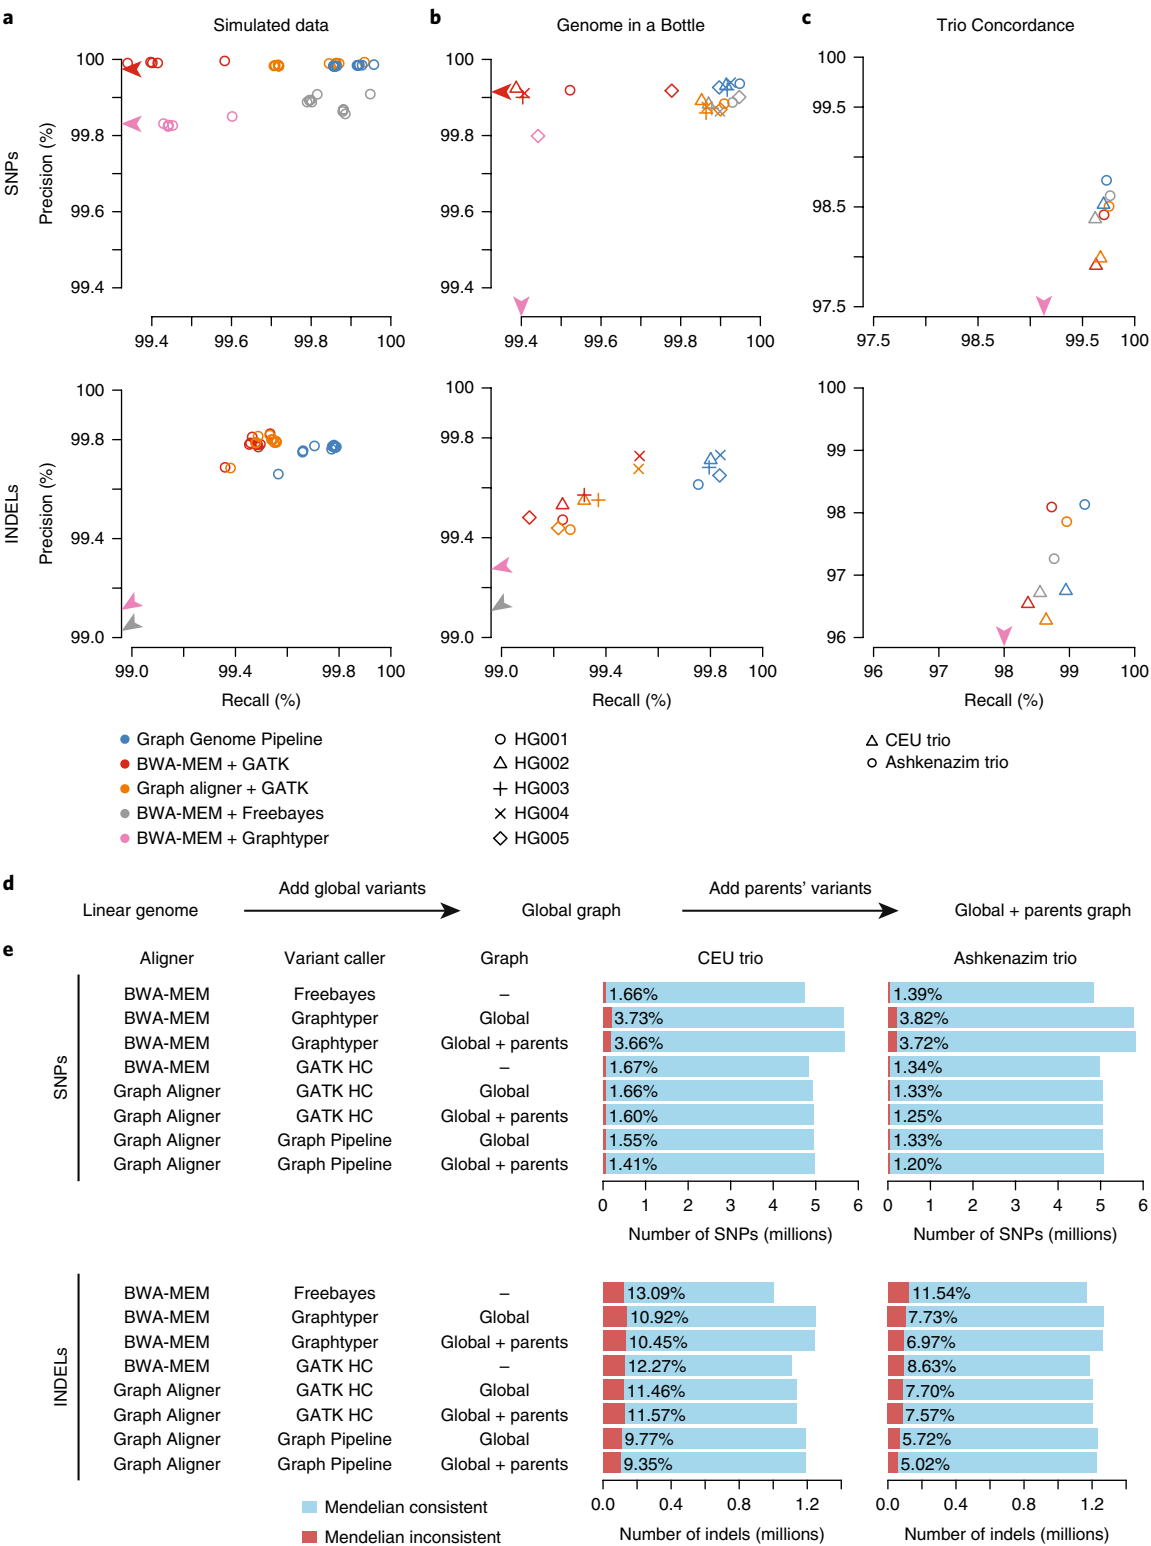 a Simulated data b Genome in a Bottle c Trio Concordance
SNPs
Precision (%)
100
99.8
99.6
99.4
99.4 99.6 99.8 100
100
99.8
99.6
99.4
99.4 99.6 99.8 100
100
99.5
98.5
97.5
97.5 98.5 99.5 100
INDELs
Precision (%)
100
99.8
99.4
99.0
99.0 99.4 99.8 100
Recall (%)
100
99.8
99.4
99.0
99.0 99.4 99.8 100
Recall (%)
100
99
98
97
96
96 97 98 99 100
Recall (%)
Graph Genome Pipeline
BWA-MEM + GATK
Graph aligner + GATK
BWA-MEM + Freebayes
BWA-MEM + Graphtyper
HG001
HG002
HG003
HG004
HG005
CEU trio
Ashkenazim trio
d
Linear genome Add global variants Global graph Add parents' variants Global + parents graph
e
Aligner Variant caller Graph CEU trio Ashkenazim trio
SNPs
BWA-MEM Freebayes – 1.66% 1.39%
BWA-MEM Graphtyper Global 3.73% 3.82%
BWA-MEM Graphtyper Global + parents 3.66% 3.72%
BWA-MEM GATK HC – 1.67% 1.34%
Graph Aligner GATK HC Global 1.66% 1.33%
Graph Aligner GATK HC Global + parents 1.60% 1.25%
Graph Aligner Graph Pipeline Global 1.55% 1.33%
Graph Aligner Graph Pipeline Global + parents 1.41% 1.20%
0 1 2 3 4 5 6 0 1 2 3 4 5 6
Number of SNPs (millions) Number of SNPs (millions)
INDELs
BWA-MEM Freebayes – 13.09% 11.54%
BWA-MEM Graphtyper Global 10.92% 7.73%
BWA-MEM Graphtyper Global + parents 10.45% 6.97%
BWA-MEM GATK HC – 12.27% 8.63%
Graph Aligner GATK HC Global 11.46% 7.70%
Graph Aligner GATK HC Global + parents 11.57% 7.57%
Graph Aligner Graph Pipeline Global 9.77% 5.72%
Graph Aligner Graph Pipeline Global + parents 9.35% 5.02%
0.0 0.4 0.8 1.2 0.0 0.4 0.8 1.2
Number of indels (millions) Number of indels (millions)
Mendelian consistent
Mendelian inconsistent